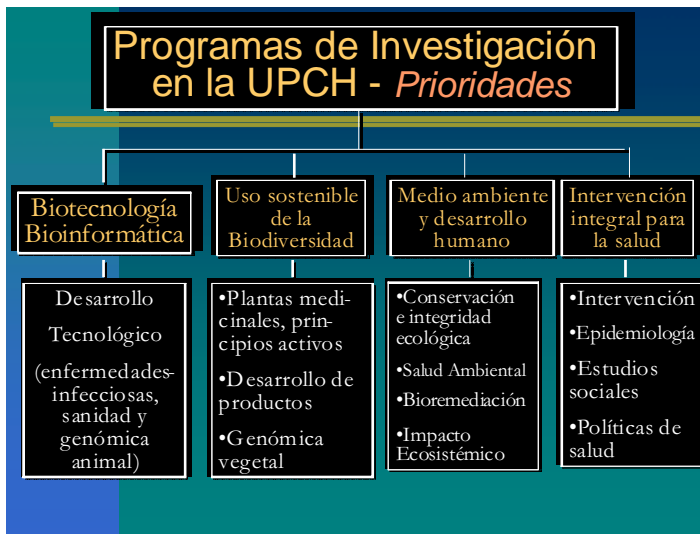 Programas de Investigación
en la UPCH - Prioridades
Biotecnología
Bioinformática
Uso sostenible
de la
Biodiversidad
Medio ambiente
y desarrollo
humano
Intervención
integral para
la salud
Desarrollo
Tecnológico
(enfermedades-
infecciosas,
sanidad y
genómica
animal)
•Plantas medi-
cinales, prin-
cipios activos
•Desarrollo de
productos
•Genómica
vegetal
•Conservación
e integridad
ecológica
•Salud Ambiental
•Bioremediación
•Impacto
Ecosistémico
•Intervención
•Epidemiología
•Estudios
sociales
•Políticas de
salud